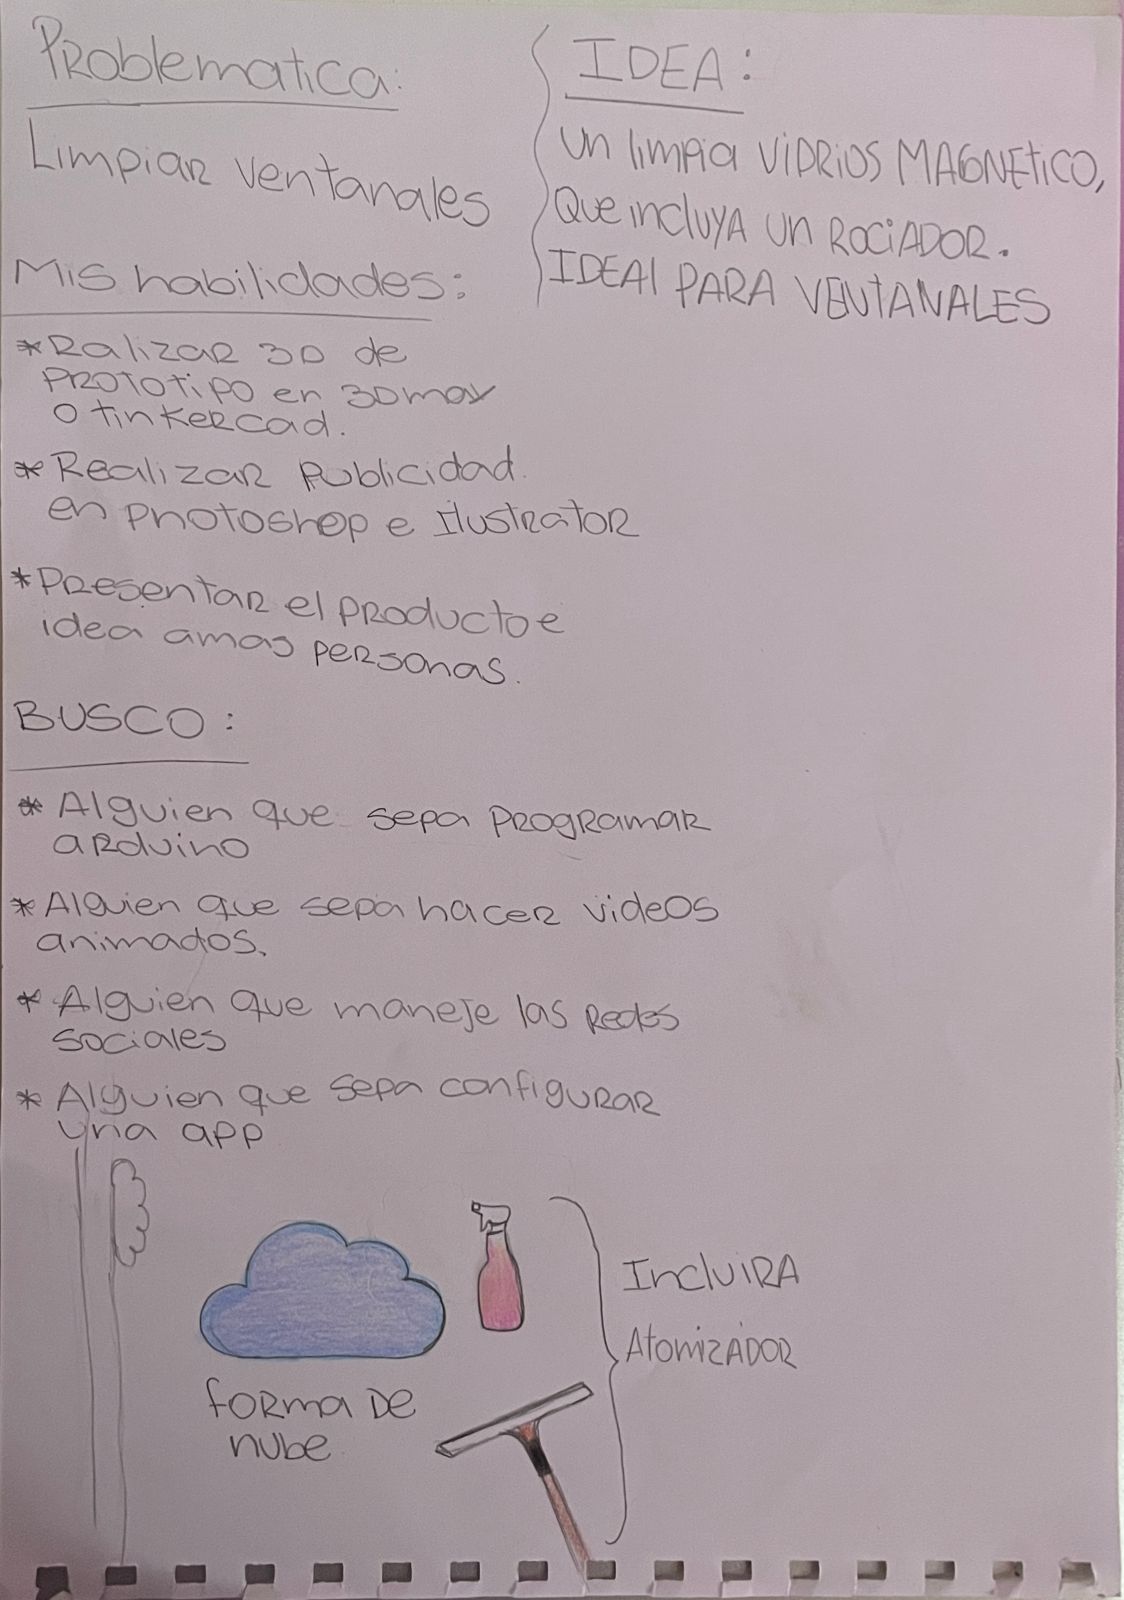 Problematica:
Limpiar ventanales
Mis habilidades:
*Ralizar 3D de
Prototipo en 3Dmax
o tinkercad.
*Realizar Publicidad.
en photoshop e Ilustrator
*Presentar el producto e
idea amas personas.
BUSCO:
* Alguien que sepa programar
arduino
* Alguien que sepa hacer videos
animados.
* Alguien que maneje las Redes
sociales
* Alguien que sepa configurar
una app
IDEA:
un limpia VIDRIOS MAGNETICO,
Que incluya un ROCIADOR.
IDEAl PARA VENTANALES
forma de
nube
Incluira
Atomizador